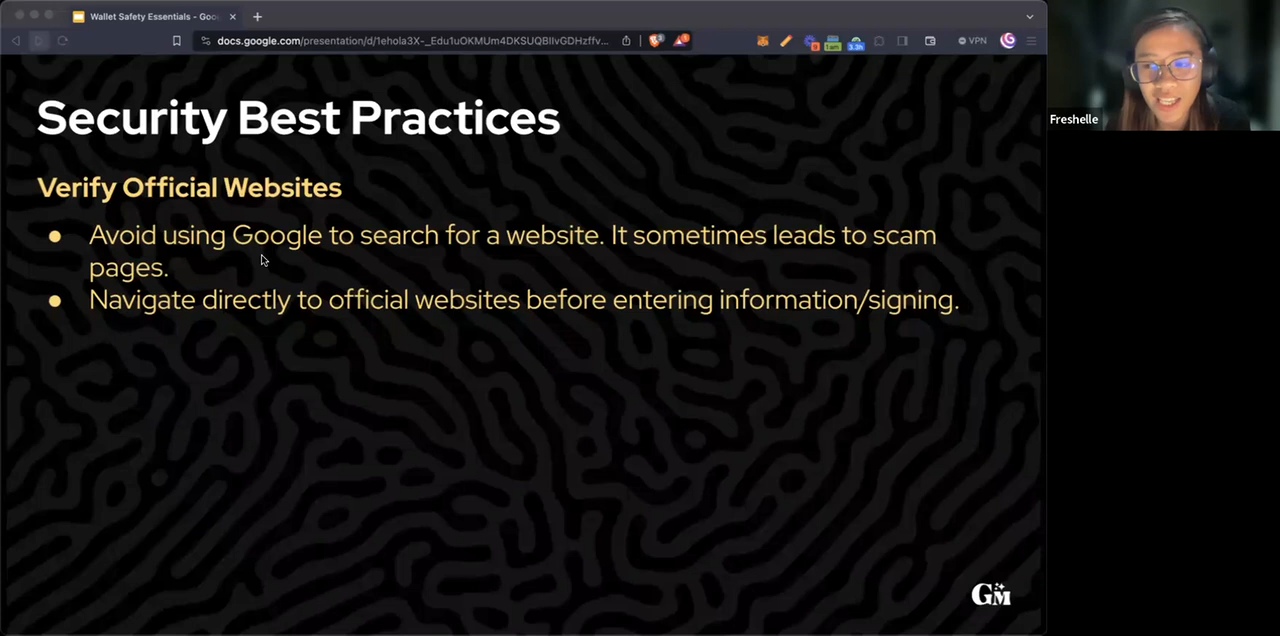 Wallet Safety Essentials - Goo
docs.google.com/presentation/d/1ehola3X-_Edu1uOKMUm4DKSUQBIlvGDHzffv...
VPN
Security Best Practices
Verify Official Websites
Avoid using Google to search for a website. It sometimes leads to scam
pages.
Navigate directly to official websites before entering information/signing.
Freshelle
GM